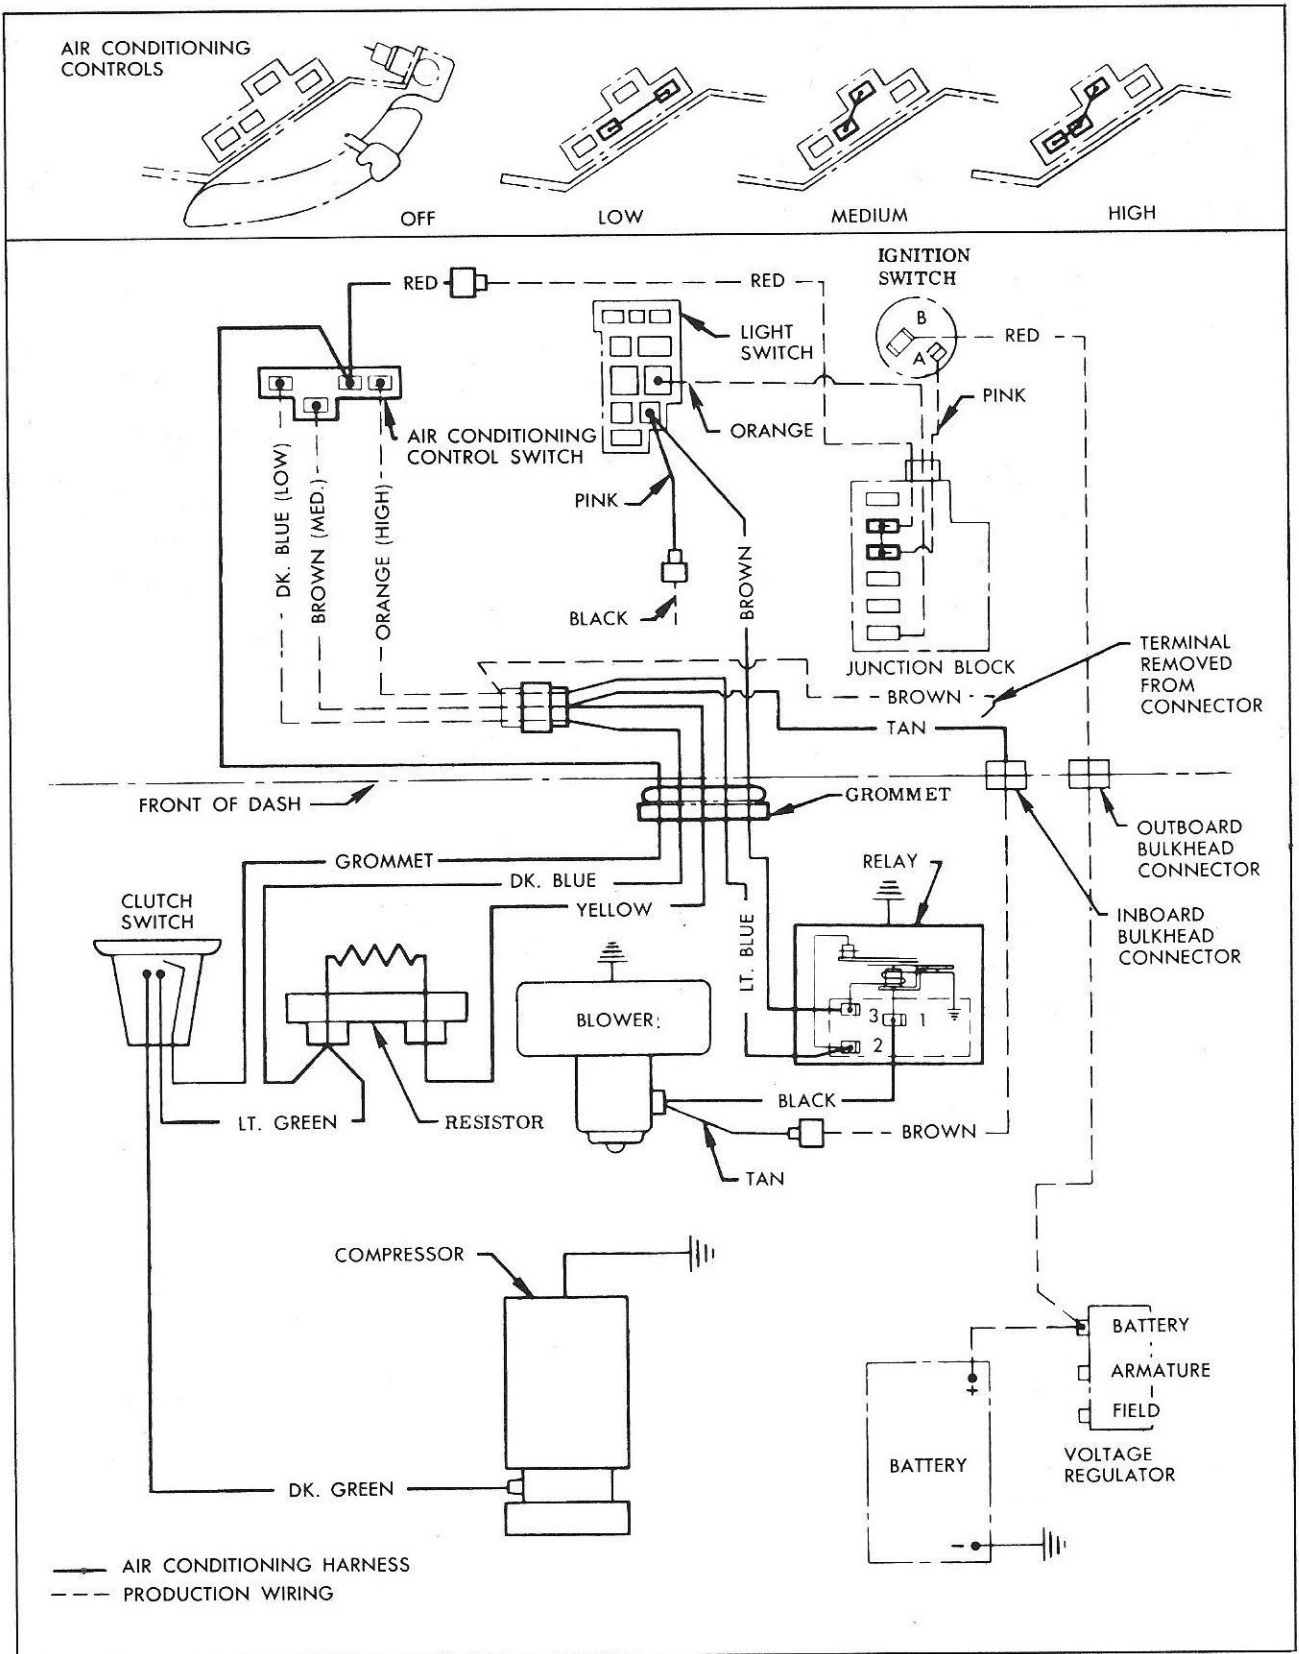 AIR CONDITIONING
CONTROLS
OFF
LOW
MEDIUM
HIGH
IGNITION
SWITCH
RED
RED
B
A
RED
LIGHT
SWITCH
PINK
ORANGE
AIR CONDITIONING
CONTROL SWITCH
DK. BLUE (LOW)
BROWN (MED.)
ORANGE (HIGH)
PINK
BROWN
BLACK
JUNCTION BLOCK
TERMINAL
REMOVED
FROM
CONNECTOR
BROWN
TAN
FRONT OF DASH
GROMMET
OUTBOARD
BULKHEAD
CONNECTOR
GROMMET
RELAY
DK. BLUE
CLUTCH
SWITCH
YELLOW
INBOARD
BULKHEAD
CONNECTOR
LT. BLUE
BLOWER:
3
1
2
BLACK
LT. GREEN
RESISTOR
BROWN
TAN
COMPRESSOR
BATTERY
ARMATURE
FIELD
+
VOLTAGE
REGULATOR
BATTERY
DK. GREEN
-
AIR CONDITIONING HARNESS
PRODUCTION WIRING